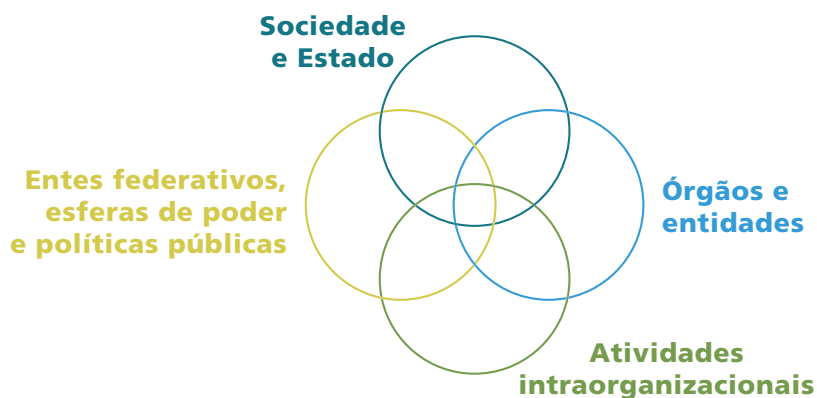 Sociedade
e Estado
Entes federativos,
esferas de poder
e políticas públicas
Órgãos e
entidades
Atividades
intraorganizacionais